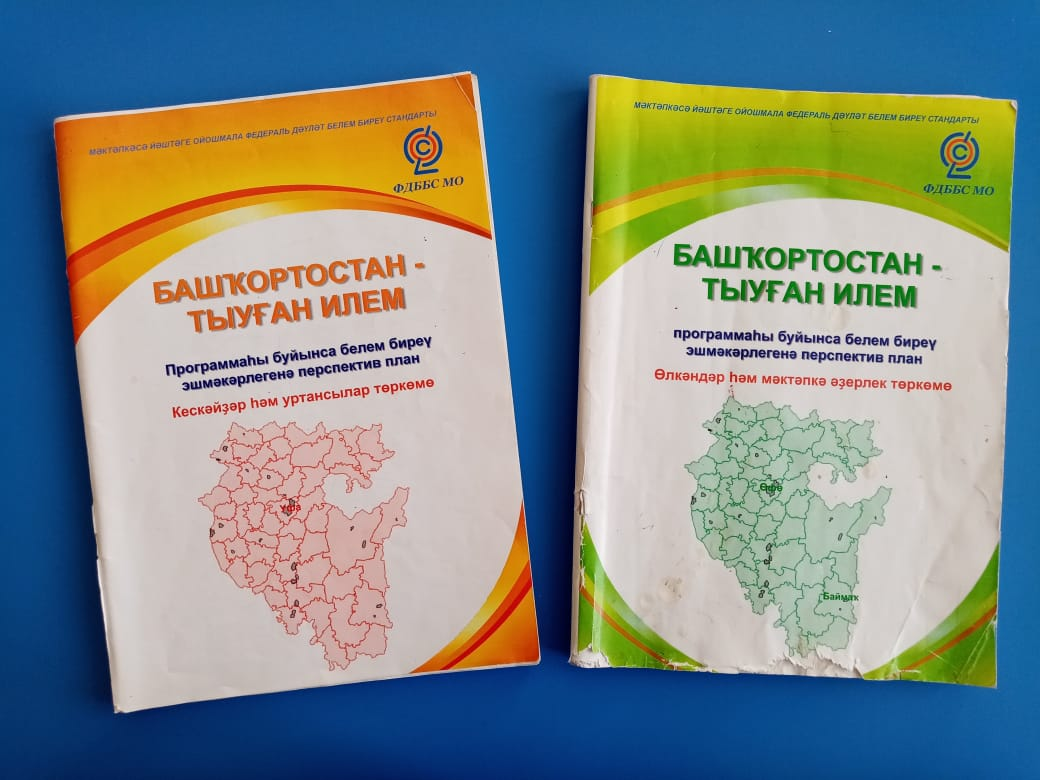 МӘКТӘПКӘСӘ ЙӘШТӘГЕ ОЙОШМАЛА ФЕДЕРАЛЬ ДӘҮЛӘТ БЕЛЕМ БИРЕҮ СТАНДАРТЫ
ФДББС МО
БАШҠОРТОСТАН -
ТЫУҒАН ИЛЕМ
Программаһы буйынса белем биреү
эшмәкәрлегенә перспектив план
Кескәйҙәр һәм уртансылар төркөмө
Уфа
МӘКТӘПКӘСӘ ЙӘШТӘГЕ ОЙОШМАЛА ФЕДЕРАЛЬ ДӘҮЛӘТ БЕЛЕМ БИРЕҮ СТАНДАРТЫ
ФДББС МО
БАШҠОРТОСТАН -
ТЫУҒАН ИЛЕМ
программаһы буйынса белем биреү
эшмәкәрлегенә перспектив план
Өлкәндәр һәм мәктәпкә әҙерлек төркөмө
Өфө
Баймаҡ